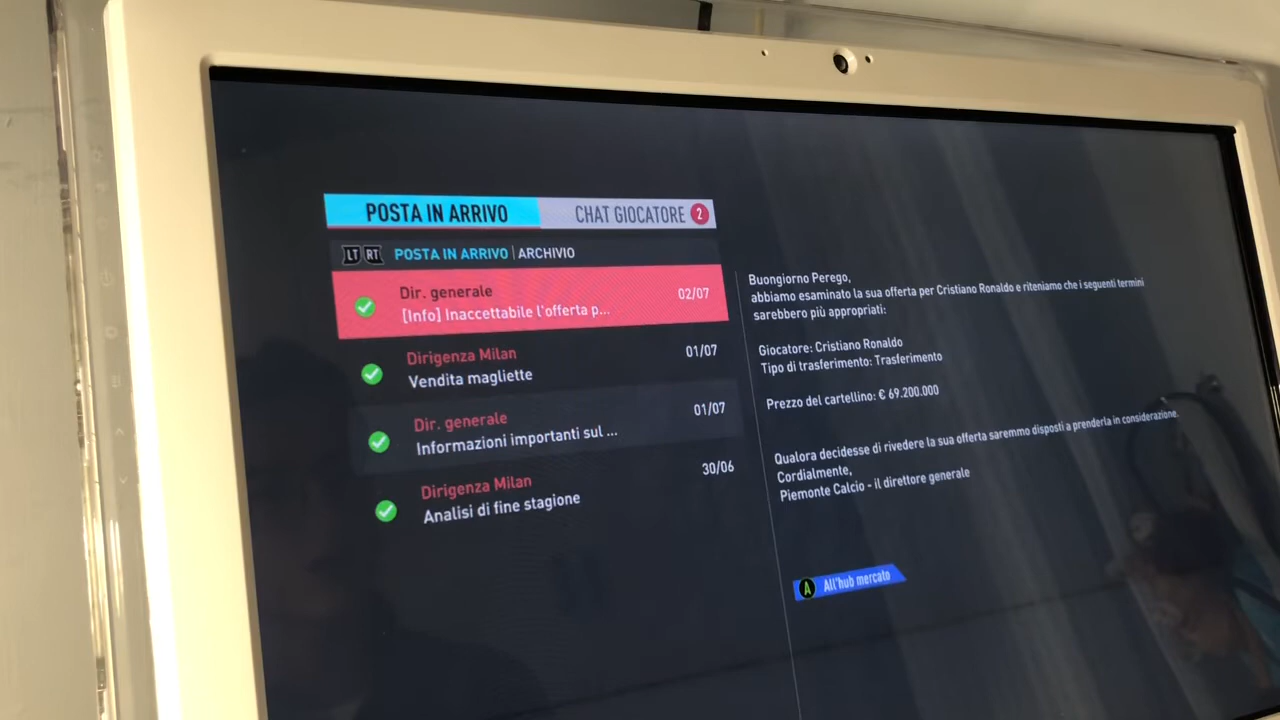 POSTA IN ARRIVO
CHAT GIOCATORE 2
LT RT POSTA IN ARRIVO | ARCHIVIO
Dir. generale
02/07
[Info] Inaccettabile l'offerta p...
Dirigenza Milan
01/07
Vendita magliette
Dir. generale
01/07
Informazioni importanti sul ...
Dirigenza Milan
30/06
Analisi di fine stagione
Buongiorno Perego,
abbiamo esaminato la sua offerta per Cristiano Ronaldo e riteniamo che i seguenti termini
sarebbero più appropriati:
Giocatore: Cristiano Ronaldo
Tipo di trasferimento: Trasferimento
Prezzo del cartellino: € 69.200.000
Qualora decidesse di rivedere la sua offerta saremmo disposti a prenderla in considerazione.
Cordialmente,
Piemonte Calcio - il direttore generale
A All'hub mercato